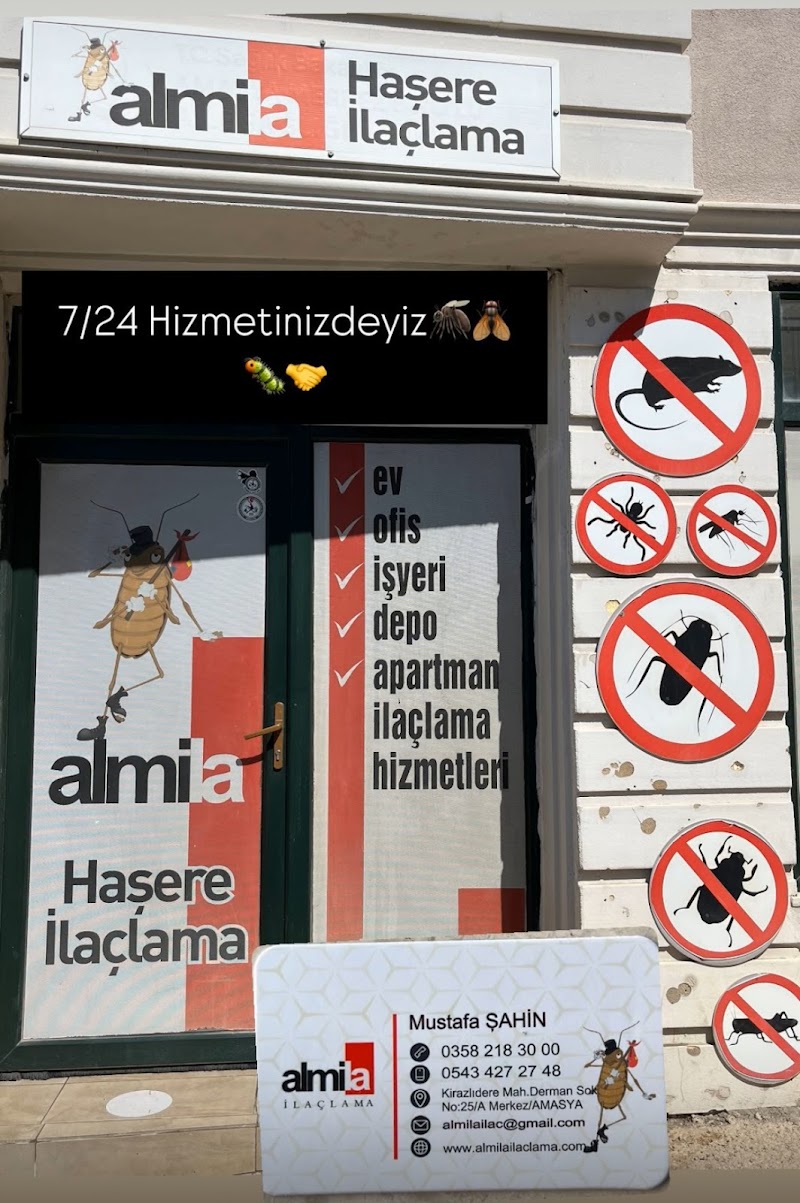 almila
Haşere
İlaçlama
7/24 Hizmetinizdeyiz
ev
ofis
işyeri
depo
apartman
ilaçlama
hizmetleri
almila
Haşere
İlaçlama
almila
İLAÇLAMA
Mustafa ŞAHİN
0358 218 30 00
0543 427 27 48
Kirazlıdere Mah.Derman Sok
No:25/A Merkez/AMASYA
almilailac@gmail.com
www.almilailaclama.com